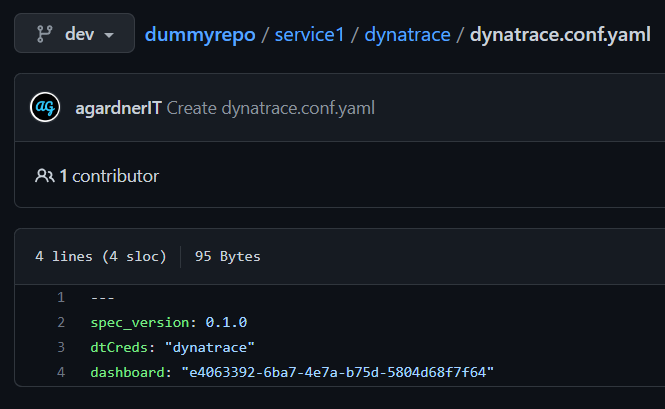 dev dummyrepo / service1 / dynatrace / dynatrace.conf.yaml
ag agardnerIT Create dynatrace.conf.yaml
1 contributor
4 lines (4 sloc) 95 Bytes
1 ---
2 spec_version: 0.1.0
3 dtCreds: "dynatrace"
4 dashboard: "e4063392-6ba7-4e7a-b75d-5804d68f7f64"